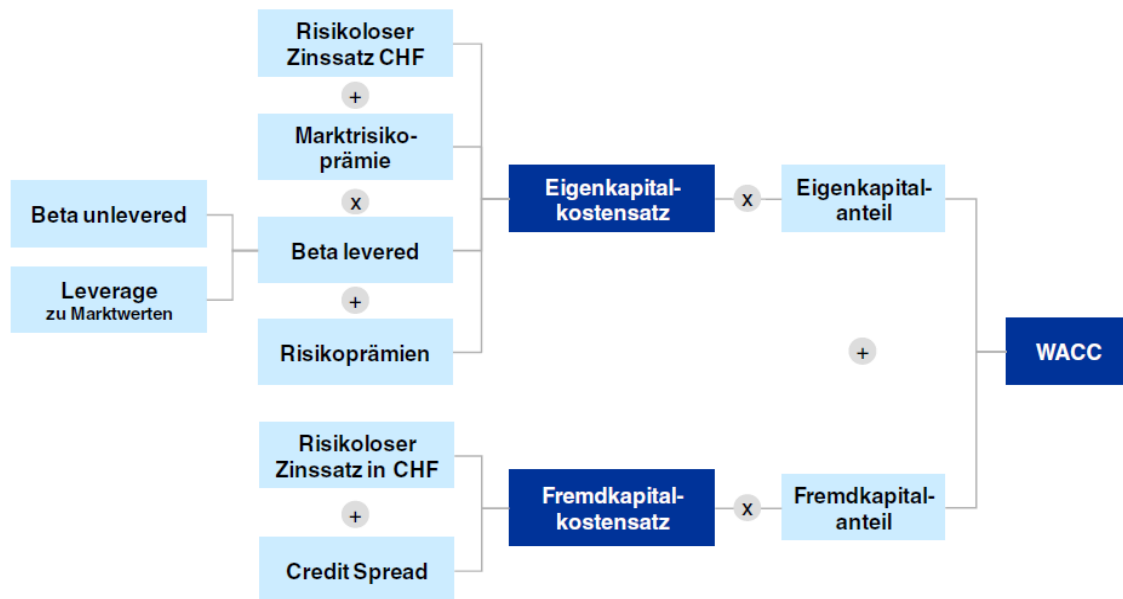 Risikoloser
Zinssatz CHF
+
Marktrisiko-
prämie
x
Beta unlevered
Beta levered
Leverage
zu Marktwerten
+
Risikoprämien
Eigenkapital-
kostensatz
x
Eigenkapital-
anteil
+
WACC
Risikoloser
Zinssatz in CHF
+
Credit Spread
Fremdkapital-
kostensatz
x
Fremdkapital-
anteil